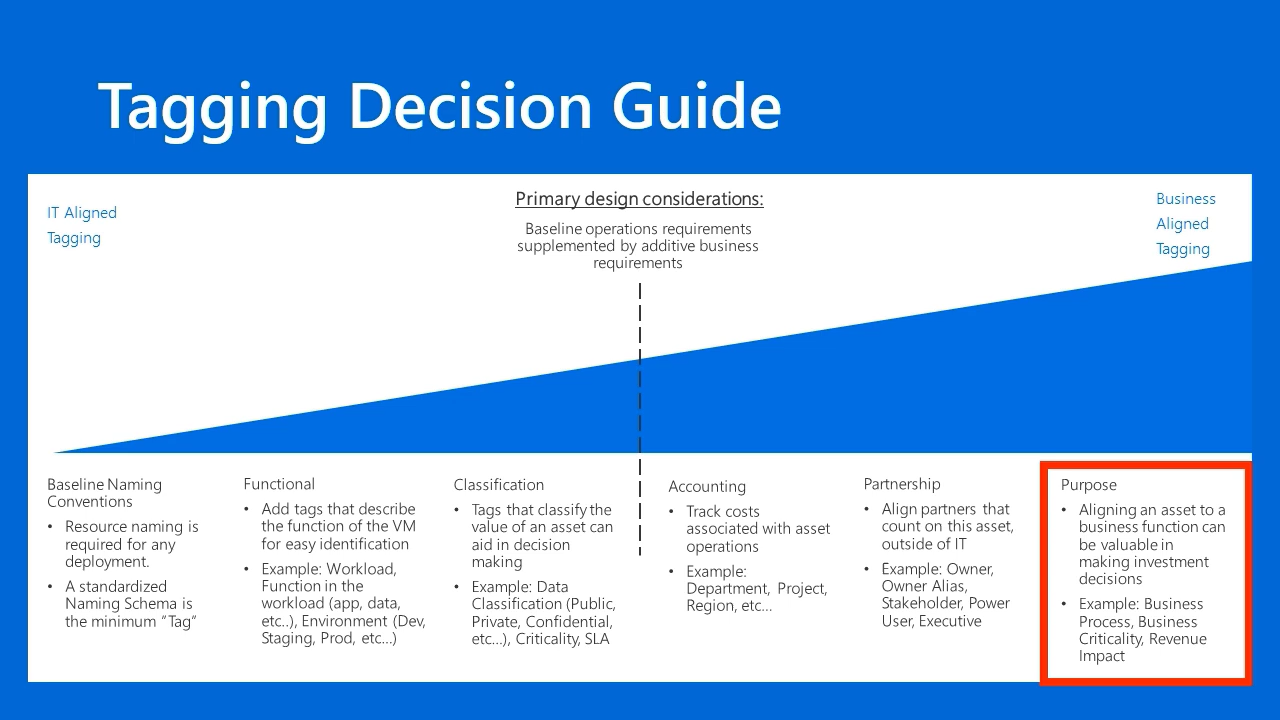 Tagging Decision Guide
IT Aligned
Tagging
Primary design considerations:
Baseline operations requirements
supplemented by additive business
requirements
Business
Aligned
Tagging
Baseline Naming
Conventions
• Resource naming is
required for any
deployment.
• A standardized
Naming Schema is
the minimum "Tag"
Functional
• Add tags that describe
the function of the VM
for easy identification
• Example: Workload,
Function in the
workload (app, data,
etc..), Environment (Dev,
Staging, Prod, etc...)
Classification
• Tags that classify the
value of an asset can
aid in decision
making
• Example: Data
Classification (Public,
Private, Confidential,
etc...), Criticality, SLA
Accounting
• Track costs
associated with asset
operations
• Example:
Department, Project,
Region, etc...
Partnership
• Align partners that
count on this asset,
outside of IT
• Example: Owner,
Owner Alias,
Stakeholder, Power
User, Executive
Purpose
• Aligning an asset to a
business function can
be valuable in
making investment
decisions
• Example: Business
Process, Business
Criticality, Revenue
Impact